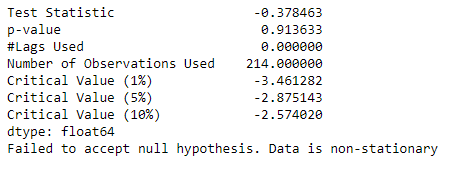 Test Statistic -0.378463
p-value 0.913633
#Lags Used 0.000000
Number of Observations Used 214.000000
Critical Value (1%) -3.461282
Critical Value (5%) -2.875143
Critical Value (10%) -2.574020
dtype: float64
Failed to accept null hypothesis. Data is non-stationary